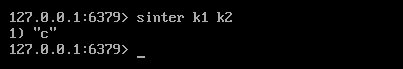 127.0.0.1:6379> sinter k1 k2
1) "c"
127.0.0.1:6379> _